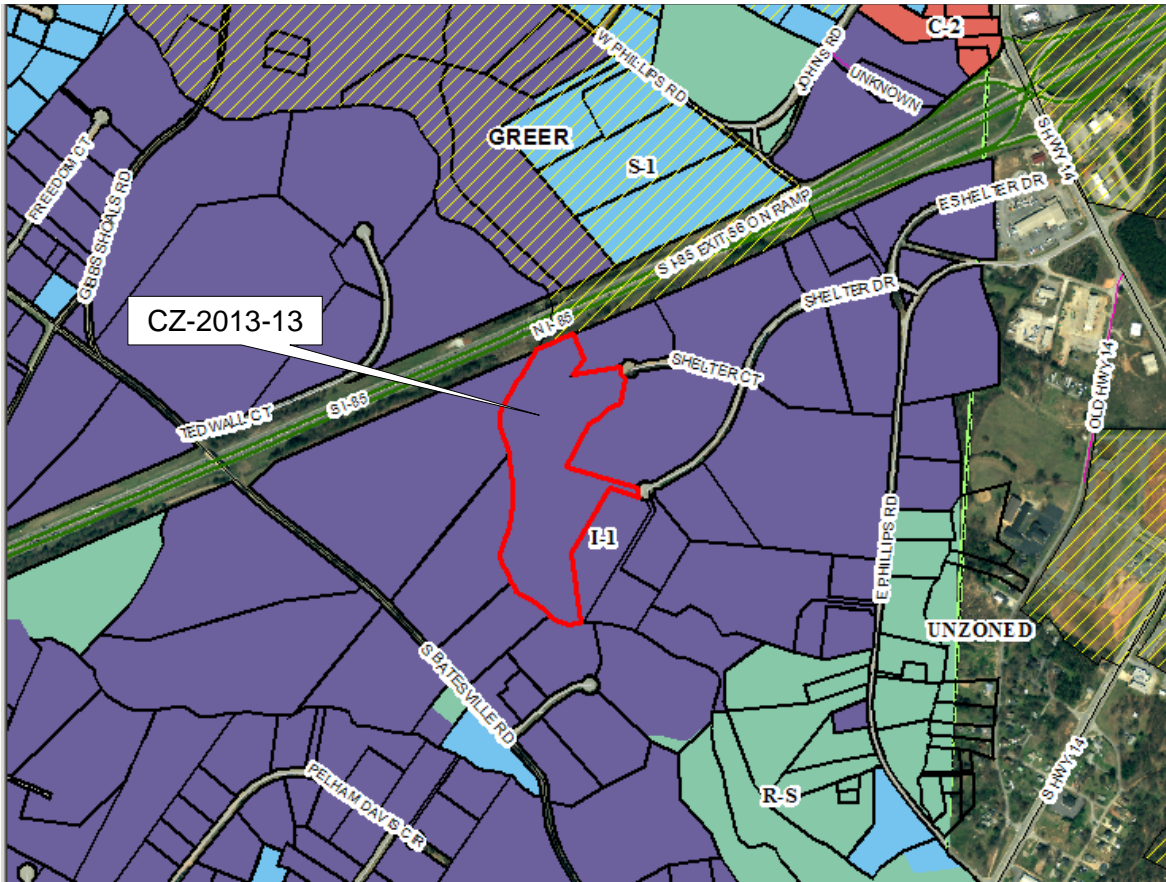 C-2
W PHILLIPS RD
JOHNS RD
UNKNOWN
GREER
S HWY 14
FREEDOM CT
S-1
GIBBS SHOALS RD
E SHELTER DR
S I-85 EXIT 56 ON RAMP
SHELTER DR
CZ-2013-13
N I-85
SHELTER CT
OLD HWY 14
TED WALL CT
S I-85
I-1
E PHILLIPS RD
UNZONED
S BATESVILLE RD
S HWY 14
PELHAM DAVIS CIR
R-S